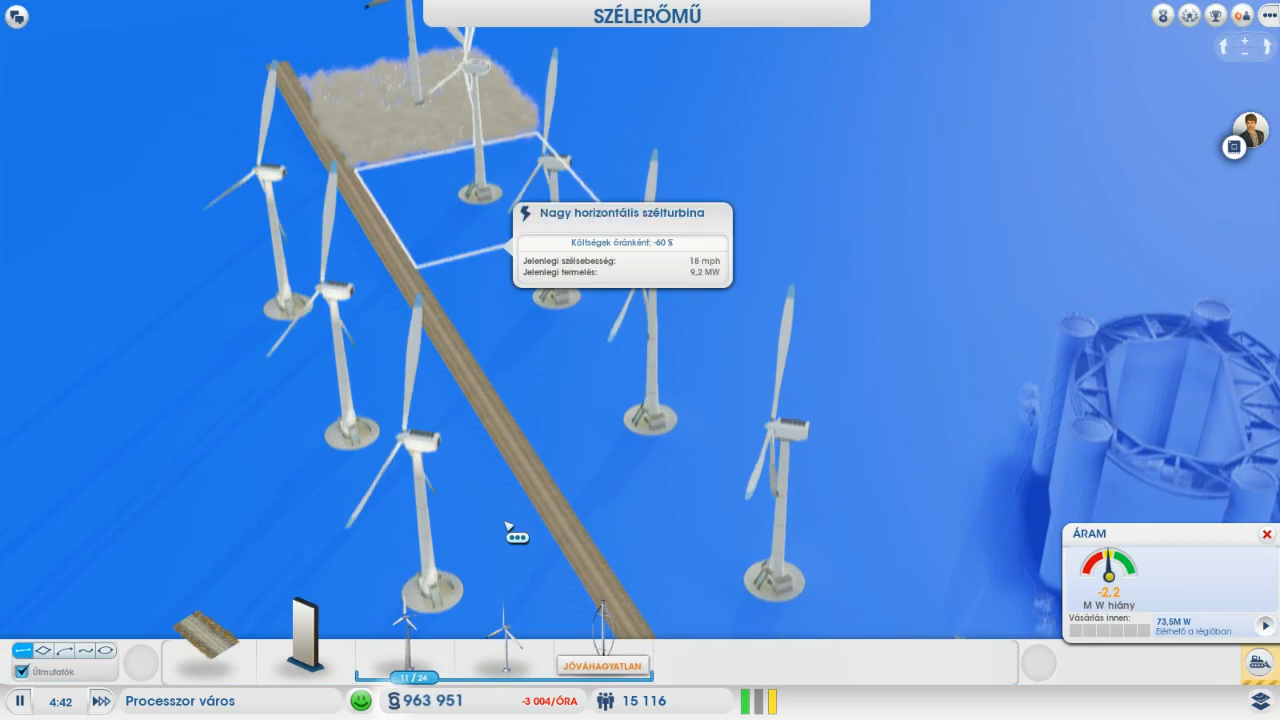 SZÉLERŐMŰ
Nagy horizontális szélturbina
Költségek óránként: -60 §
Jelenlegi szélsebesség: 18 mph
Jelenlegi termelés: 9,2 MW
ÁRAM
-2,2
M W hiány
Vásárlás innen:
73,5M W
Elérhető a régióban
Útmutatók
JÓVÁHAGYATLAN
11 / 24
4:42
Processzor város
963 951
-3 004/ÓRA
15 116